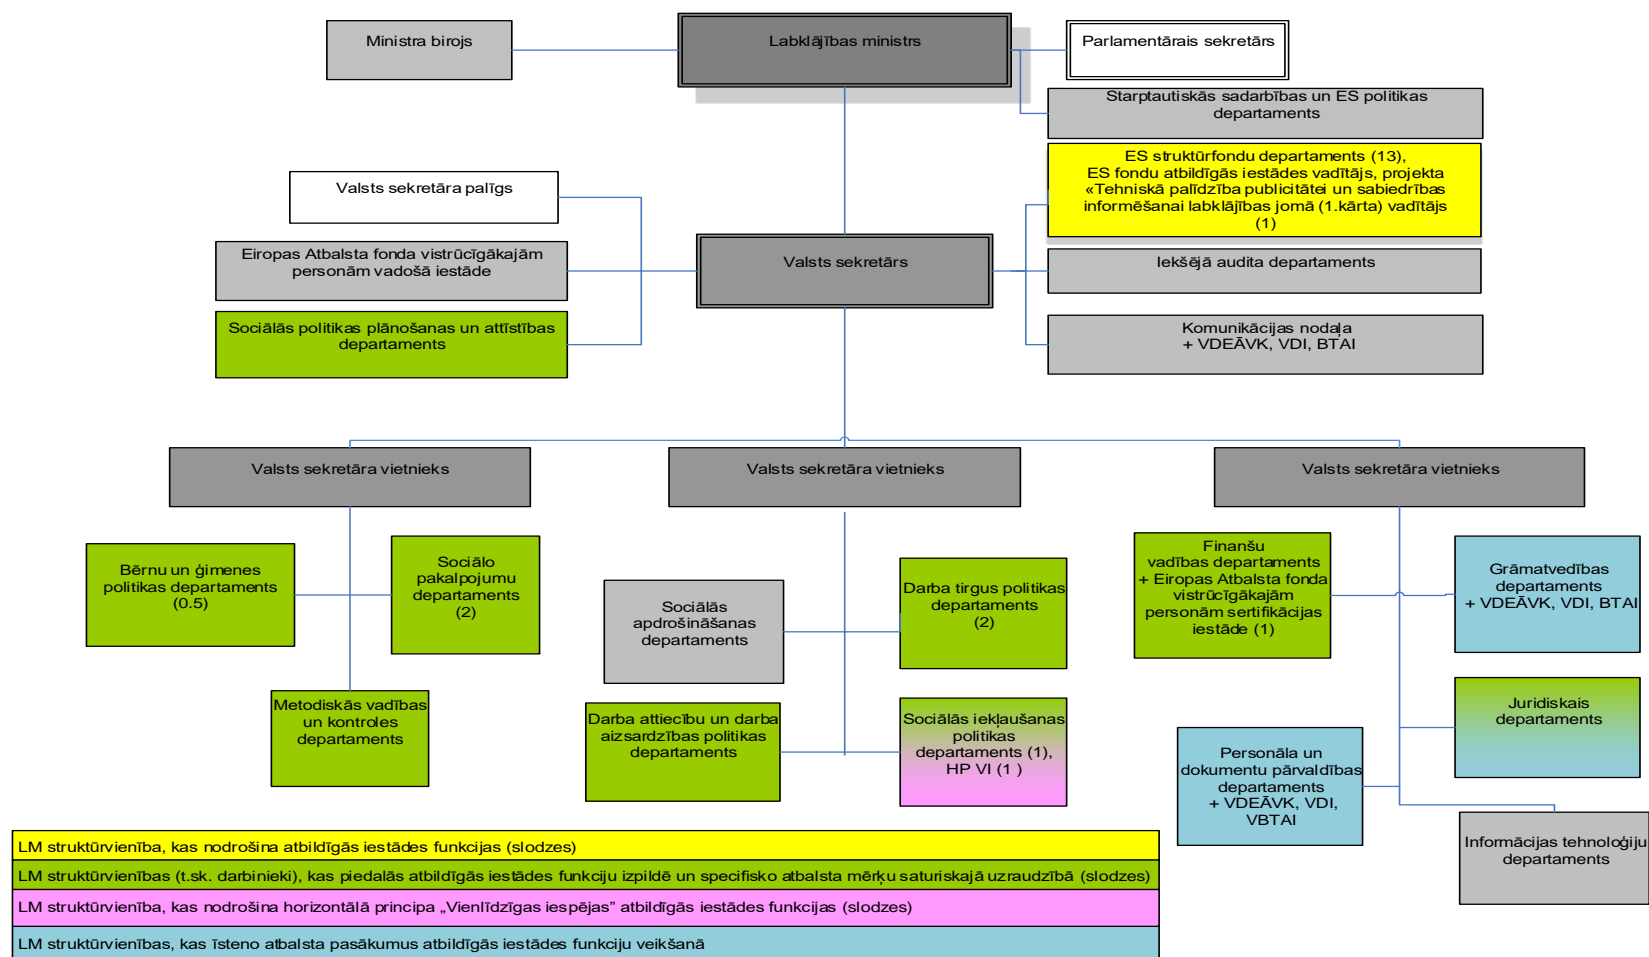 Ministra birojs
Labklājības ministrs
Parlamentārais sekretārs
Starptautiskās sadarbības un ES politikas
departaments
ES struktūrfondu departaments (13),
ES fondu atbildīgās iestādes vadītājs, projekta
«Tehniskā palīdzība publicitātei un sabiedrības
informēšanai labklājības jomā (1.kārta) vadītājs
(1)
Valsts sekretāra palīgs
Eiropas Atbalsta fonda vistrūcīgākajām
personām vadošā iestāde
Valsts sekretārs
Iekšējā audita departaments
Sociālās politikas plānošanas un attīstības
departaments
Komunikācijas nodaļa
+ VDEĀVK, VDI, BTAI
Valsts sekretāra vietnieks
Valsts sekretāra vietnieks
Valsts sekretāra vietnieks
Bērnu un ģimenes
politikas departaments
(0.5)
Sociālo
pakalpojumu
departaments
(2)
Metodiskās vadības
un kontroles
departaments
Sociālās
apdrošināšanas
departaments
Darba tirgus politikas
departaments
(2)
Darba attiecību un darba
aizsardzības politikas
departaments
Sociālās iekļaušanas
politikas
departaments (1),
HP VI (1 )
Finanšu
vadības departaments
+ Eiropas Atbalsta fonda
vistrūcīgākajām
personām sertifikācijas
iestāde (1)
Grāmatvedības
departaments
+ VDEĀVK, VDI, BTAI
Juridiskais
departaments
Personāla un
dokumentu pārvaldības
departaments
+ VDEĀVK, VDI,
VBTAI
Informācijas tehnoloģiju
departaments
LM struktūrvienība, kas nodrošina atbildīgās iestādes funkcijas (slodzes)
LM struktūrvienības (t.sk. darbinieki), kas piedalās atbildīgās iestādes funkciju izpildē un specifisko atbalsta mērķu saturiskajā uzraudzībā (slodzes)
LM struktūrvienība, kas nodrošina horizontālā principa „Vienlīdzīgas iespējas” atbildīgās iestādes funkcijas (slodzes)
LM struktūrvienības, kas īsteno atbalsta pasākumus atbildīgās iestādes funkciju veikšanā